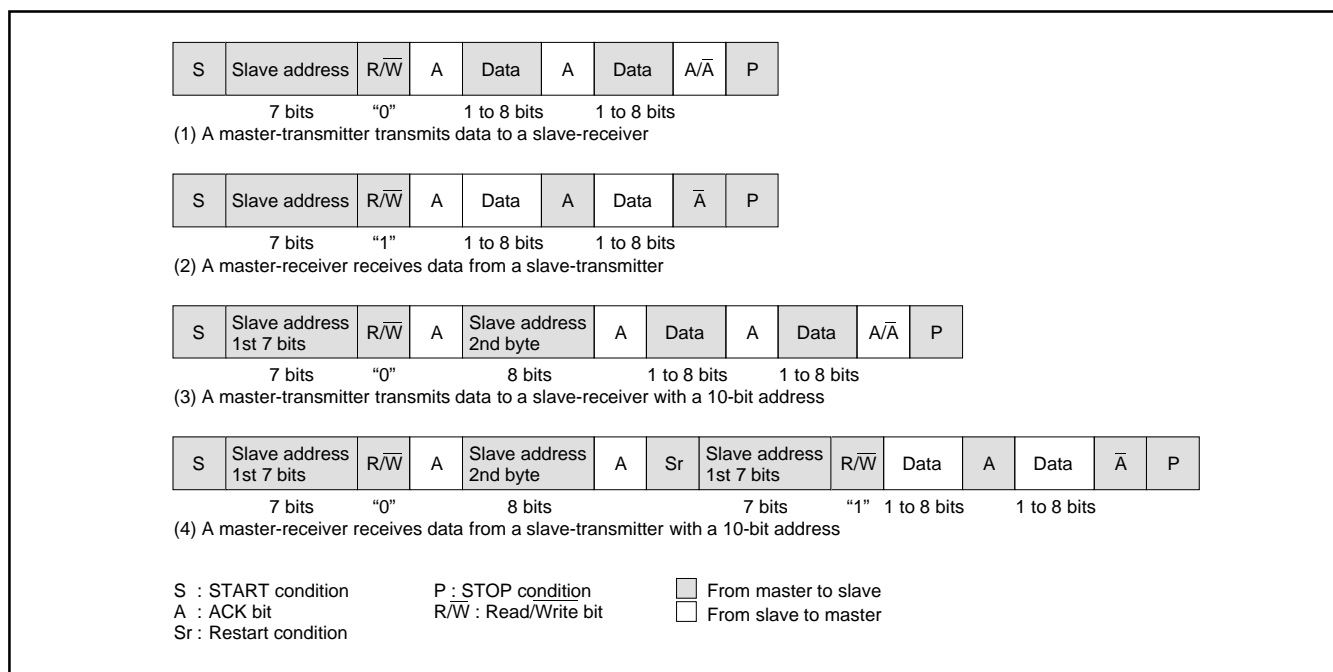 S Slave address R/W̅ A Data A Data A/A̅ P
7 bits “0” 1 to 8 bits 1 to 8 bits
(1) A master-transmitter transmits data to a slave-receiver
S Slave address R/W̅ A Data A Data A̅ P
7 bits “1” 1 to 8 bits 1 to 8 bits
(2) A master-receiver receives data from a slave-transmitter
S Slave address 1st 7 bits R/W̅ A Slave address 2nd byte A Data A Data A/A̅ P
7 bits “0” 8 bits 1 to 8 bits 1 to 8 bits
(3) A master-transmitter transmits data to a slave-receiver with a 10-bit address
S Slave address 1st 7 bits R/W̅ A Slave address 2nd byte A Sr Slave address 1st 7 bits R/W̅ Data A Data A̅ P
7 bits “0” 8 bits 7 bits “1” 1 to 8 bits 1 to 8 bits
(4) A master-receiver receives data from a slave-transmitter with a 10-bit address
S : START condition P : STOP condition From master to slave
A : ACK bit R/W̅ : Read/W̅r̅i̅t̅e̅ bit From slave to master
Sr : Restart condition